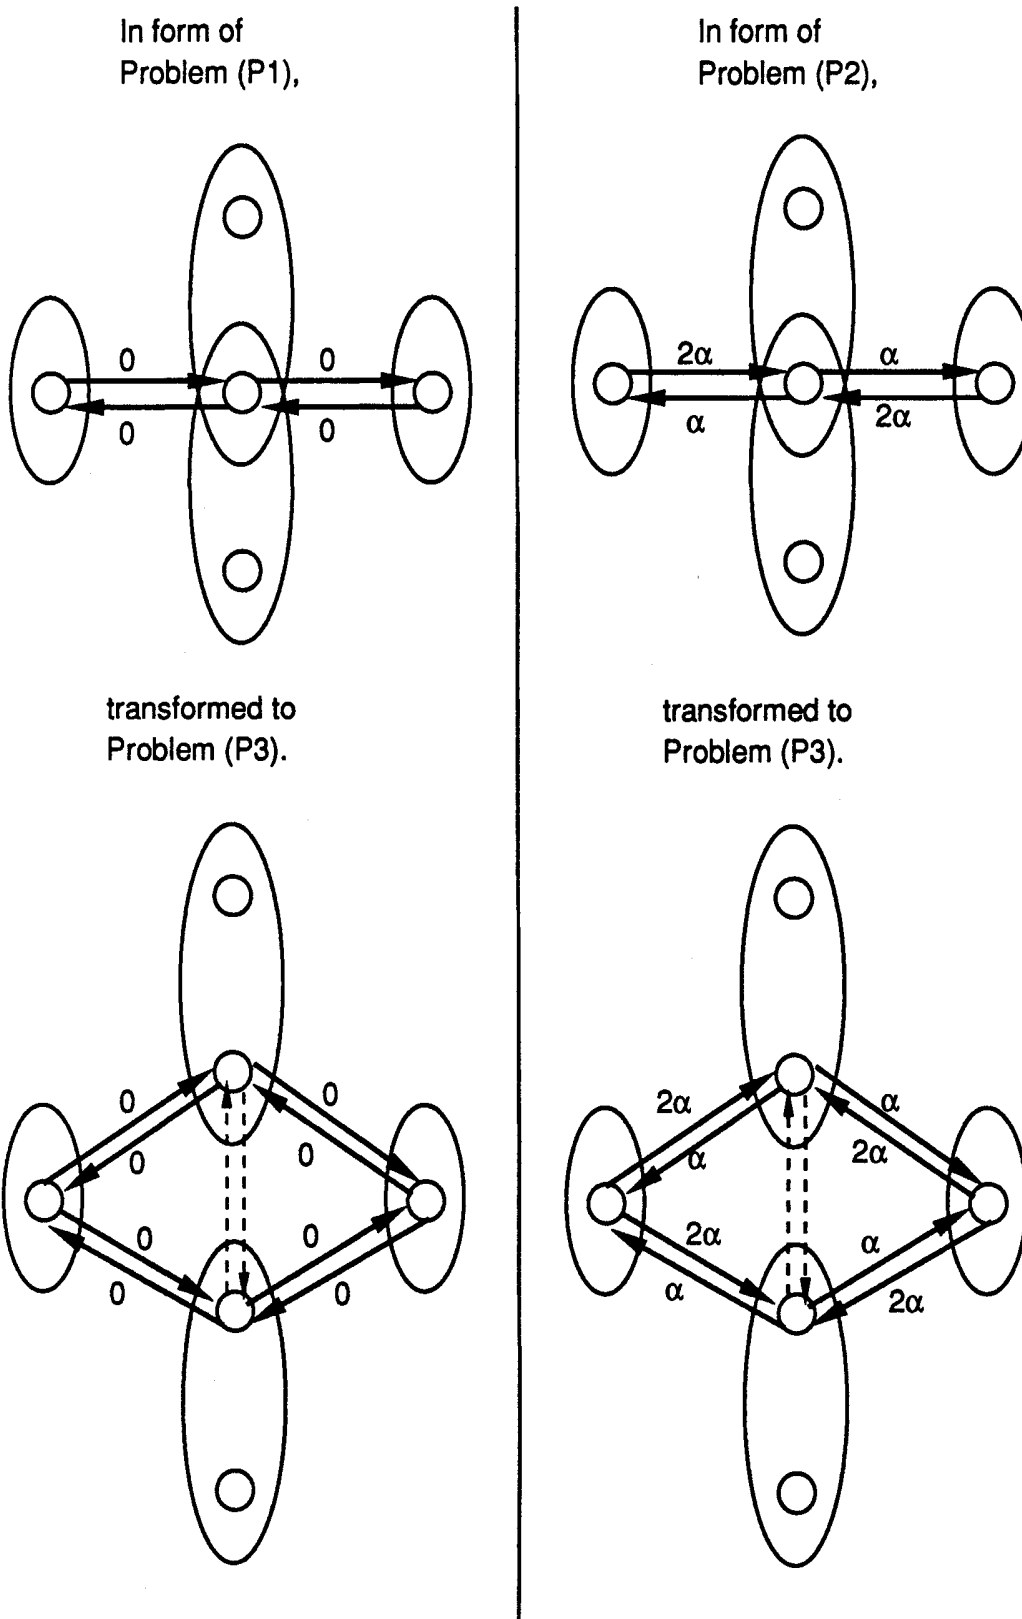 In form of
Problem (P1),
0
0
0
0
transformed to
Problem (P3).
0
0
0
0
0
0
0
0
In form of
Problem (P2),
2α
α
α
2α
transformed to
Problem (P3).
2α
α
α
2α
2α
α
α
2α